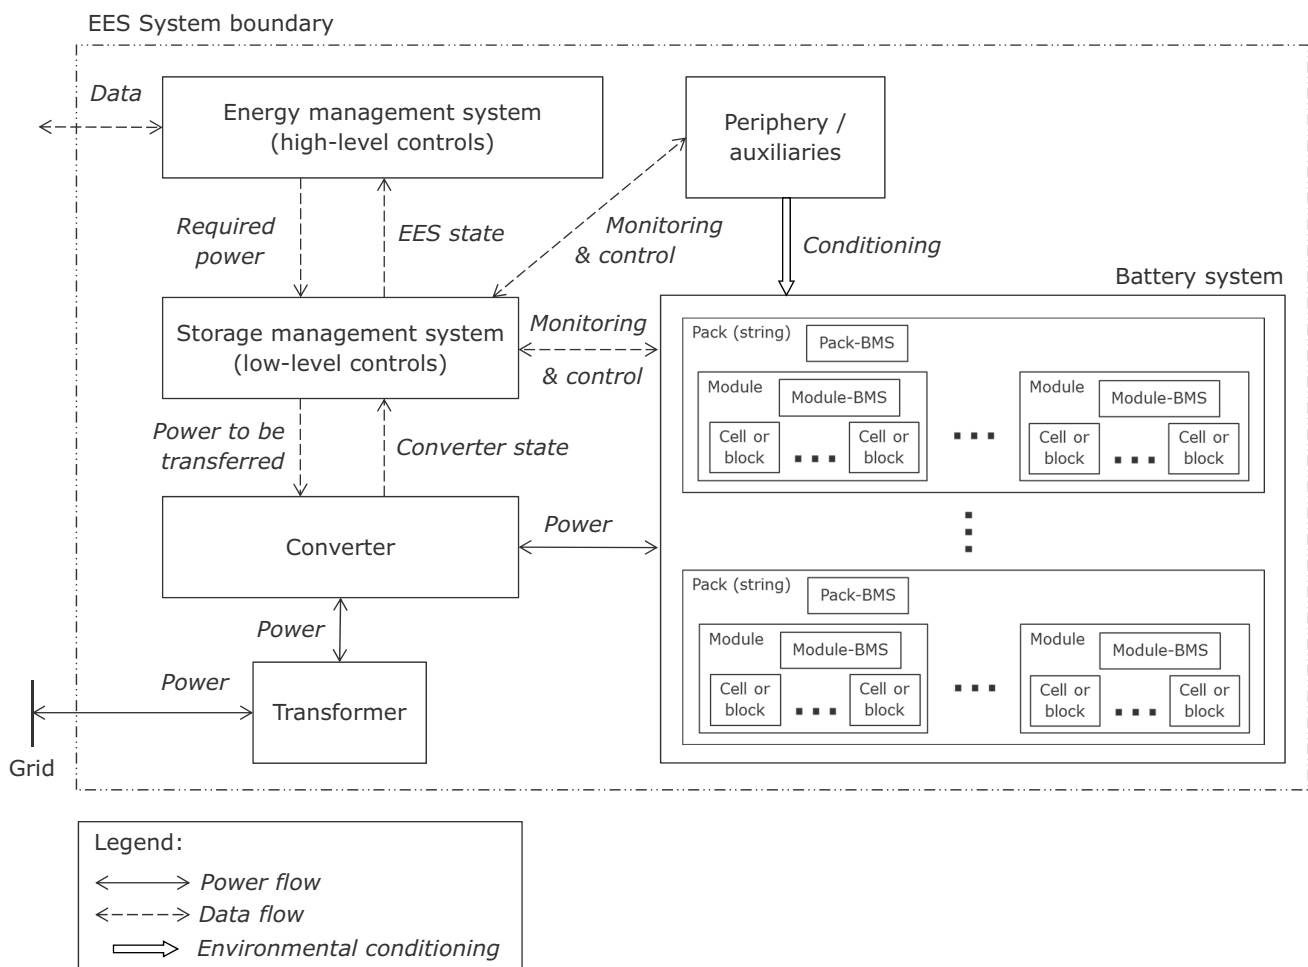 EES System boundary
Data
Energy management system
(high-level controls)
Periphery /
auxiliaries
Required
power
EES state
Monitoring
& control
Conditioning
Battery system
Storage management system
(low-level controls)
Monitoring
& control
Pack (string)
Pack-BMS
Module
Module-BMS
Cell or
block
Cell or
block
Module
Module-BMS
Cell or
block
Cell or
block
Power to be
transferred
Converter state
Converter
Power
Pack (string)
Pack-BMS
Module
Module-BMS
Cell or
block
Cell or
block
Module
Module-BMS
Cell or
block
Cell or
block
Power
Power
Transformer
Grid
Legend:
Power flow
Data flow
Environmental conditioning